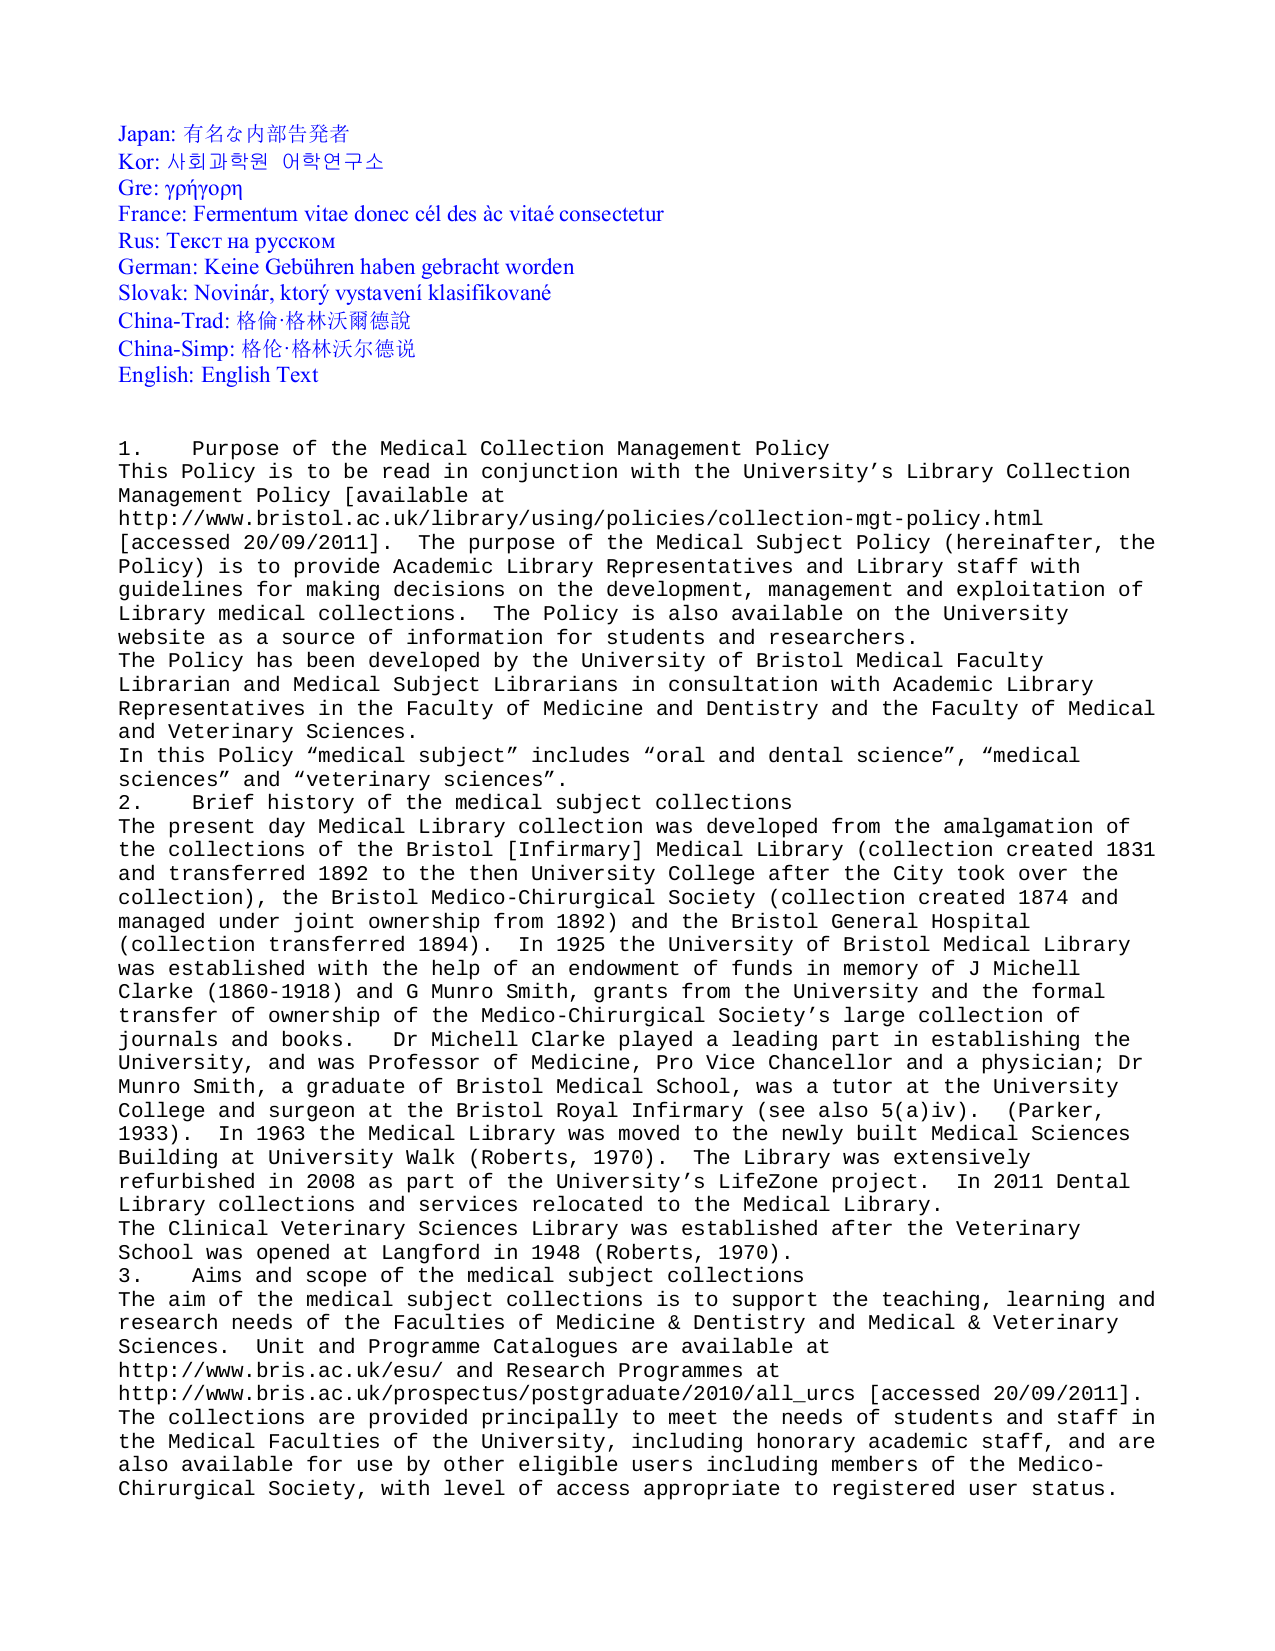 Japan: 有名な内部告発者
Kor: 사회과학원 어학연구소
Gre: γρήγορη
France: Fermentum vitae donec cél des àc vitaé consectetur
Rus: Текст на русском
German: Keine Gebühren haben gebracht worden
Slovak: Novinár, ktorý vystavení klasifikované
China-Trad: 格倫·格林沃爾德說
China-Simp: 格伦·格林沃尔德说
English: English Text
1.    Purpose of the Medical Collection Management Policy
This Policy is to be read in conjunction with the University’s Library Collection
Management Policy [available at
http://www.bristol.ac.uk/library/using/policies/collection-mgt-policy.html
[accessed 20/09/2011].  The purpose of the Medical Subject Policy (hereinafter, the
Policy) is to provide Academic Library Representatives and Library staff with
guidelines for making decisions on the development, management and exploitation of
Library medical collections.  The Policy is also available on the University
website as a source of information for students and researchers.
The Policy has been developed by the University of Bristol Medical Faculty
Librarian and Medical Subject Librarians in consultation with Academic Library
Representatives in the Faculty of Medicine and Dentistry and the Faculty of Medical
and Veterinary Sciences.
In this Policy “medical subject” includes “oral and dental science”, “medical
sciences” and “veterinary sciences”.
2.    Brief history of the medical subject collections
The present day Medical Library collection was developed from the amalgamation of
the collections of the Bristol [Infirmary] Medical Library (collection created 1831
and transferred 1892 to the then University College after the City took over the
collection), the Bristol Medico-Chirurgical Society (collection created 1874 and
managed under joint ownership from 1892) and the Bristol General Hospital
(collection transferred 1894).  In 1925 the University of Bristol Medical Library
was established with the help of an endowment of funds in memory of J Michell
Clarke (1860-1918) and G Munro Smith, grants from the University and the formal
transfer of ownership of the Medico-Chirurgical Society’s large collection of
journals and books.   Dr Michell Clarke played a leading part in establishing the
University, and was Professor of Medicine, Pro Vice Chancellor and a physician; Dr
Munro Smith, a graduate of Bristol Medical School, was a tutor at the University
College and surgeon at the Bristol Royal Infirmary (see also 5(a)iv).  (Parker,
1933).  In 1963 the Medical Library was moved to the newly built Medical Sciences
Building at University Walk (Roberts, 1970).  The Library was extensively
refurbished in 2008 as part of the University’s LifeZone project.  In 2011 Dental
Library collections and services relocated to the Medical Library.
The Clinical Veterinary Sciences Library was established after the Veterinary
School was opened at Langford in 1948 (Roberts, 1970).
3.    Aims and scope of the medical subject collections
The aim of the medical subject collections is to support the teaching, learning and
research needs of the Faculties of Medicine & Dentistry and Medical & Veterinary
Sciences.  Unit and Programme Catalogues are available at
http://www.bris.ac.uk/esu/ and Research Programmes at
http://www.bris.ac.uk/prospectus/postgraduate/2010/all_urcs [accessed 20/09/2011].
The collections are provided principally to meet the needs of students and staff in
the Medical Faculties of the University, including honorary academic staff, and are
also available for use by other eligible users including members of the Medico-
Chirurgical Society, with level of access appropriate to registered user status.